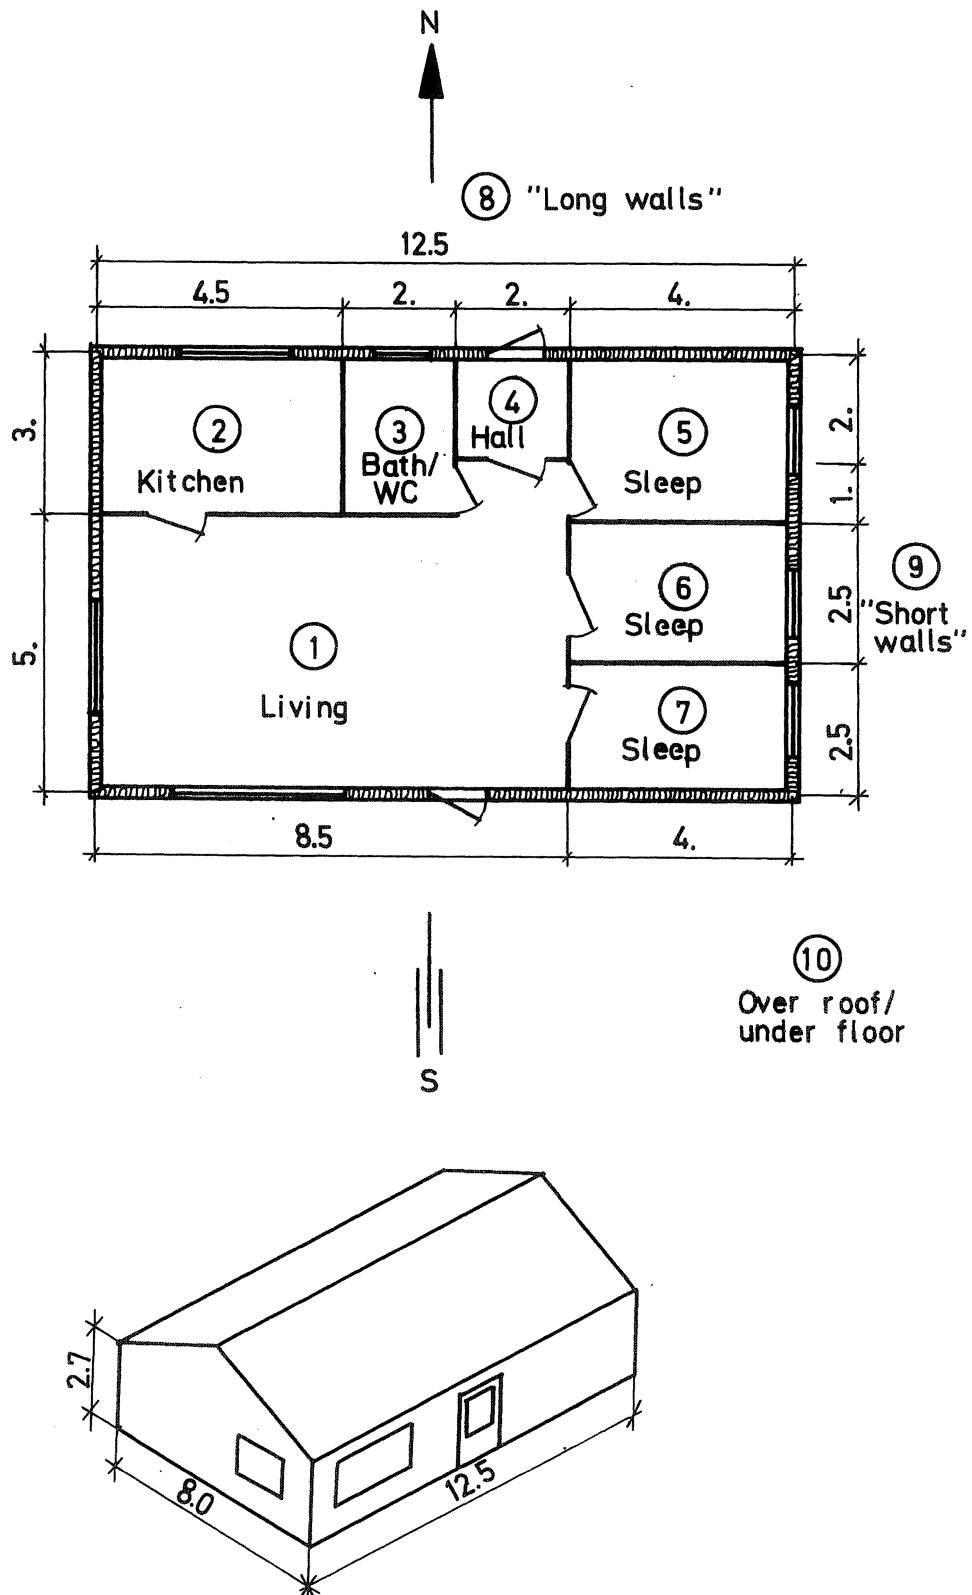 N
8 "Long walls"
12.5
4.5 2. 2. 4.
3.
2 Kitchen
3 Bath/
WC
4
Hall
5
Sleep
2.
1.
6
Sleep
2.5
9
"Short
walls"
5.
1
Living
7
Sleep
2.5
8.5 4.
10
Over roof/
under floor
S
2.7
8.0
12.5